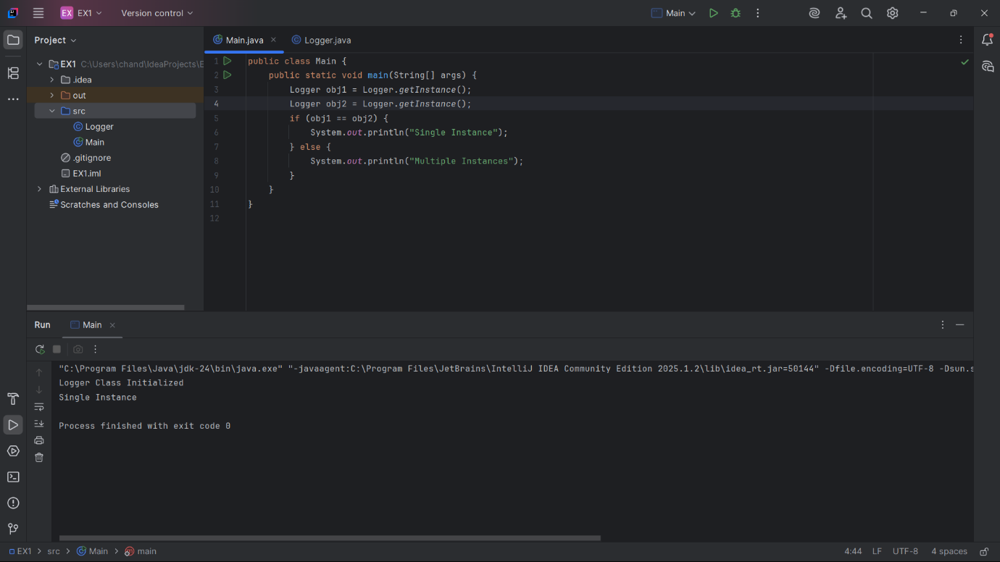 EX EX1 Version control Main
Project
Main.java Logger.java
EX1 C:\Users\chand\IdeaProjects\E
.idea
out
src
Logger
Main
.gitignore
EX1.iml
External Libraries
Scratches and Consoles
1 public class Main {
2 public static void main(String[] args) {
3 Logger obj1 = Logger.getInstance();
4 Logger obj2 = Logger.getInstance();
5 if (obj1 == obj2) {
6 System.out.println("Single Instance");
7 } else {
8 System.out.println("Multiple Instances");
9 }
10 }
11 }
12
Run Main
"C:\Program Files\Java\jdk-24\bin\java.exe" "-javaagent:C:\Program Files\JetBrains\IntelliJ IDEA Community Edition 2025.1.2\lib\idea_rt.jar=50144" -Dfile.encoding=UTF-8 -Dsun.s
Logger Class Initialized
Single Instance
Process finished with exit code 0
EX1 > src > Main > main 4:44 LF UTF-8 4 spaces